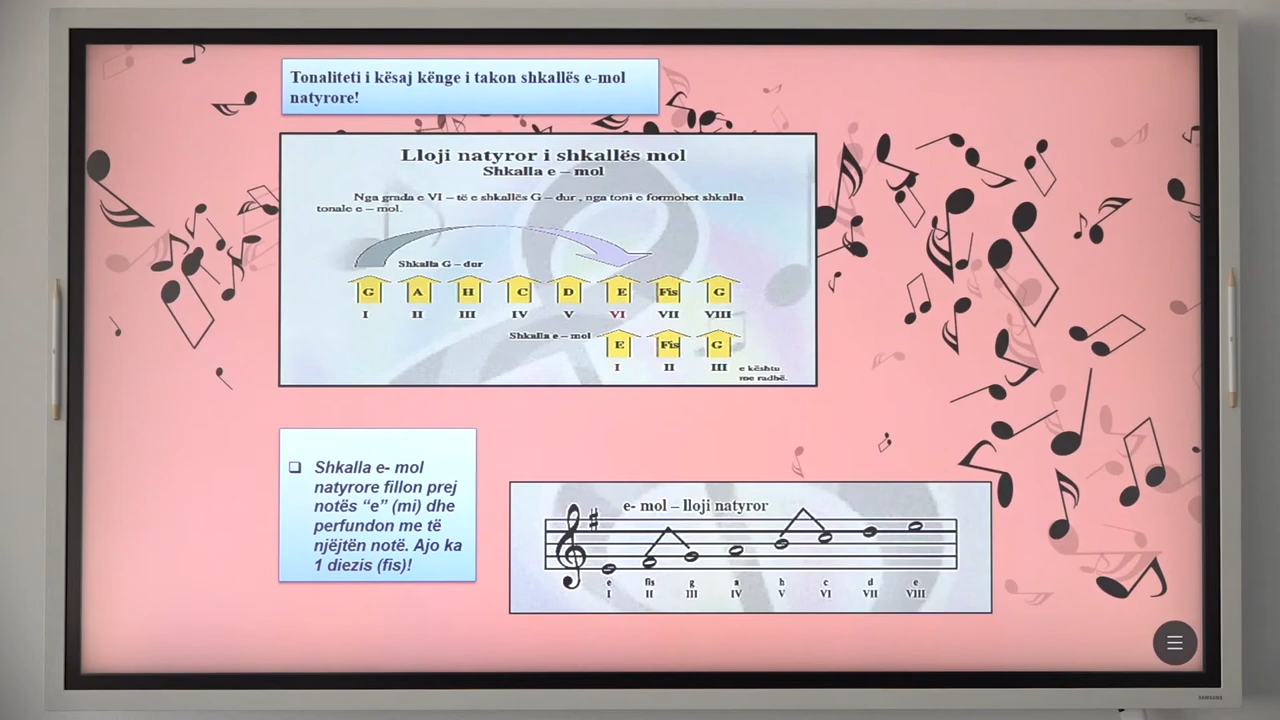 Tonaliteti i kësaj kënge i takon shkallës e-mol
natyrore!
Lloji natyror i shkallës mol
Shkalla e – mol
Nga grada e VI – të e shkallës G – dur , nga toni e formohet shkalla
tonale e – mol.
Shkalla G – dur
G A H C D E Fis G
I II III IV V VI VII VIII
Shkalla e – mol
E Fis G
I II III
e kështu
me radhë.
❑ Shkalla e- mol
natyrore fillon prej
notës “e” (mi) dhe
perfundon me të
njëjtën notë. Ajo ka
1 diezis (fis)!
e- mol – lloji natyror
e fis g a h c d e
I II III IV V VI VII VIII
SAMSUNG